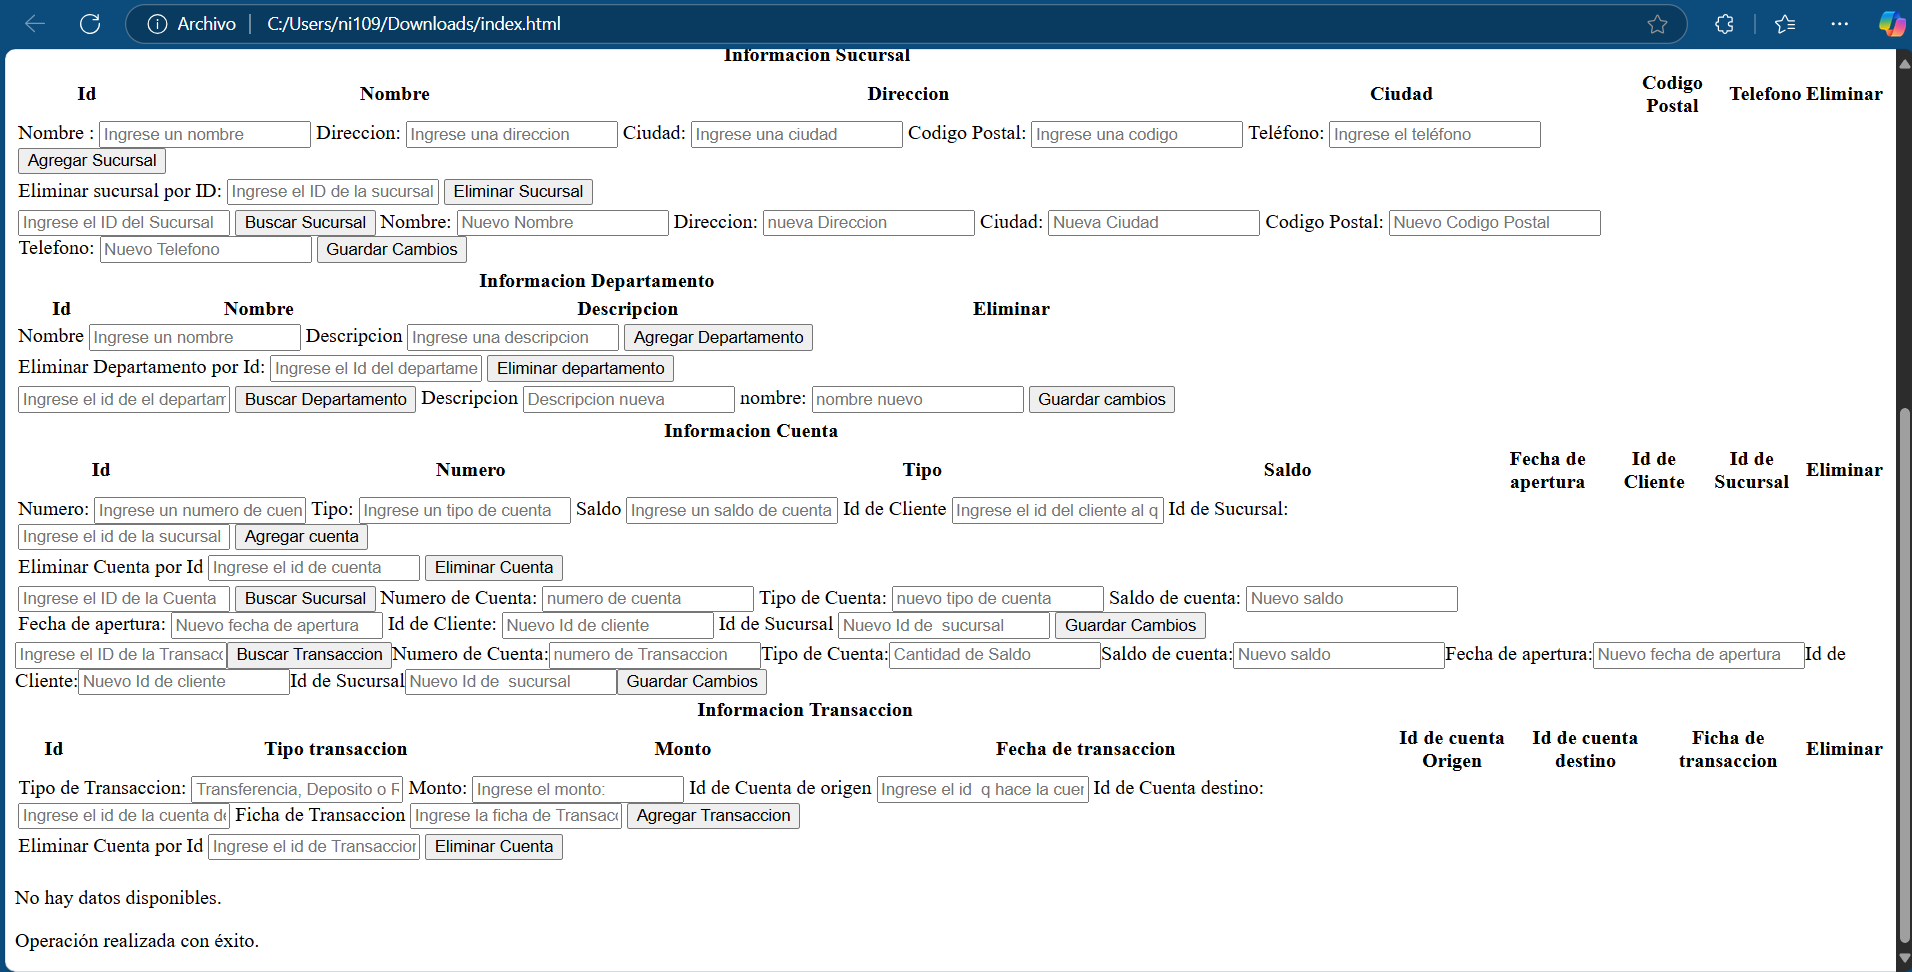 Archivo C:/Users/ni109/Downloads/index.html
Informacion Sucursal
Id Nombre Direccion Ciudad Codigo Postal Telefono Eliminar
Nombre : Ingrese un nombre Direccion: Ingrese una direccion Ciudad: Ingrese una ciudad Codigo Postal: Ingrese una codigo Teléfono: Ingrese el teléfono
Agregar Sucursal
Eliminar sucursal por ID: Ingrese el ID de la sucursal Eliminar Sucursal
Ingrese el ID del Sucursal Buscar Sucursal Nombre: Nuevo Nombre Direccion: nueva Direccion Ciudad: Nueva Ciudad Codigo Postal: Nuevo Codigo Postal
Telefono: Nuevo Telefono Guardar Cambios
Informacion Departamento
Id Nombre Descripcion Eliminar
Nombre Ingrese un nombre Descripcion Ingrese una descripcion Agregar Departamento
Eliminar Departamento por Id: Ingrese el Id del departame Eliminar departamento
Ingrese el id de el departam Buscar Departamento Descripcion Descripcion nueva nombre: nombre nuevo Guardar cambios
Informacion Cuenta
Id Numero Tipo Saldo Fecha de apertura Id de Cliente Id de Sucursal Eliminar
Numero: Ingrese un numero de cuen Tipo: Ingrese un tipo de cuenta Saldo Ingrese un saldo de cuenta Id de Cliente Ingrese el id del cliente al q Id de Sucursal:
Ingrese el id de la sucursal Agregar cuenta
Eliminar Cuenta por Id Ingrese el id de cuenta Eliminar Cuenta
Ingrese el ID de la Cuenta Buscar Sucursal Numero de Cuenta: numero de cuenta Tipo de Cuenta: nuevo tipo de cuenta Saldo de cuenta: Nuevo saldo
Fecha de apertura: Nuevo fecha de apertura Id de Cliente: Nuevo Id de cliente Id de Sucursal Nuevo Id de  sucursal Guardar Cambios
Ingrese el ID de la Transacc Buscar Transaccion Numero de Cuenta: numero de Transaccion Tipo de Cuenta: Cantidad de Saldo Saldo de cuenta: Nuevo saldo Fecha de apertura: Nuevo fecha de apertura Id de
Cliente: Nuevo Id de cliente Id de Sucursal Nuevo Id de  sucursal Guardar Cambios
Informacion Transaccion
Id Tipo transaccion Monto Fecha de transaccion Id de cuenta Origen Id de cuenta destino Ficha de transaccion Eliminar
Tipo de Transaccion: Transferencia, Deposito o R Monto: Ingrese el monto: Id de Cuenta de origen Ingrese el id  q hace la cuen Id de Cuenta destino:
Ingrese el id de la cuenta de Ficha de Transaccion Ingrese la ficha de Transacc Agregar Transaccion
Eliminar Cuenta por Id Ingrese el id de Transaccion Eliminar Cuenta
No hay datos disponibles.
Operación realizada con éxito.